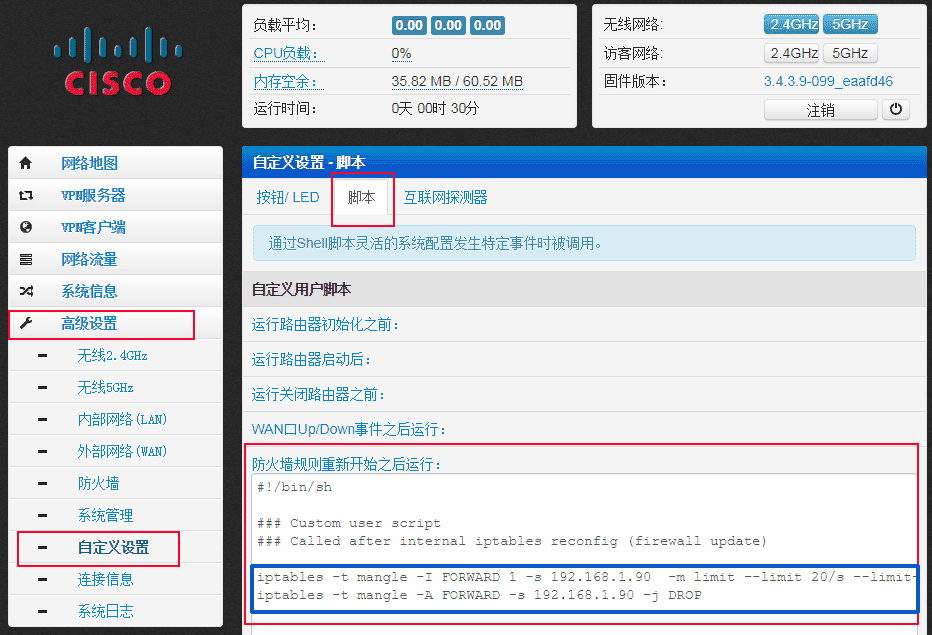 CISCO
负载平均： 0.00 0.00 0.00
CPU负载： 0%
内存空余： 35.82 MB / 60.52 MB
运行时间： 0天 00时 30分
无线网络: 2.4GHz 5GHz
访客网络: 2.4GHz 5GHz
固件版本： 3.4.3.9-099_eaafd46
注销
网络地图
VPN服务器
VPN客户端
网络流量
系统信息
高级设置
无线2.4GHz
无线5GHz
内部网络(LAN)
外部网络(WAN)
防火墙
系统管理
自定义设置
连接信息
系统日志
自定义设置 - 脚本
按钮/ LED 脚本 互联网探测器
通过Shell脚本灵活的系统配置发生特定事件时被调用。
自定义用户脚本
运行路由器初始化之前：
运行路由器启动后：
运行关闭路由器之前：
WAN口Up/Down事件之后运行：
防火墙规则重新开始之后运行：
#!/bin/sh
### Custom user script
### Called after internal iptables reconfig (firewall update)
iptables -t mangle -I FORWARD 1 -s 192.168.1.90  -m limit --limit 20/s --limit-
iptables -t mangle -A FORWARD -s 192.168.1.90 -j DROP